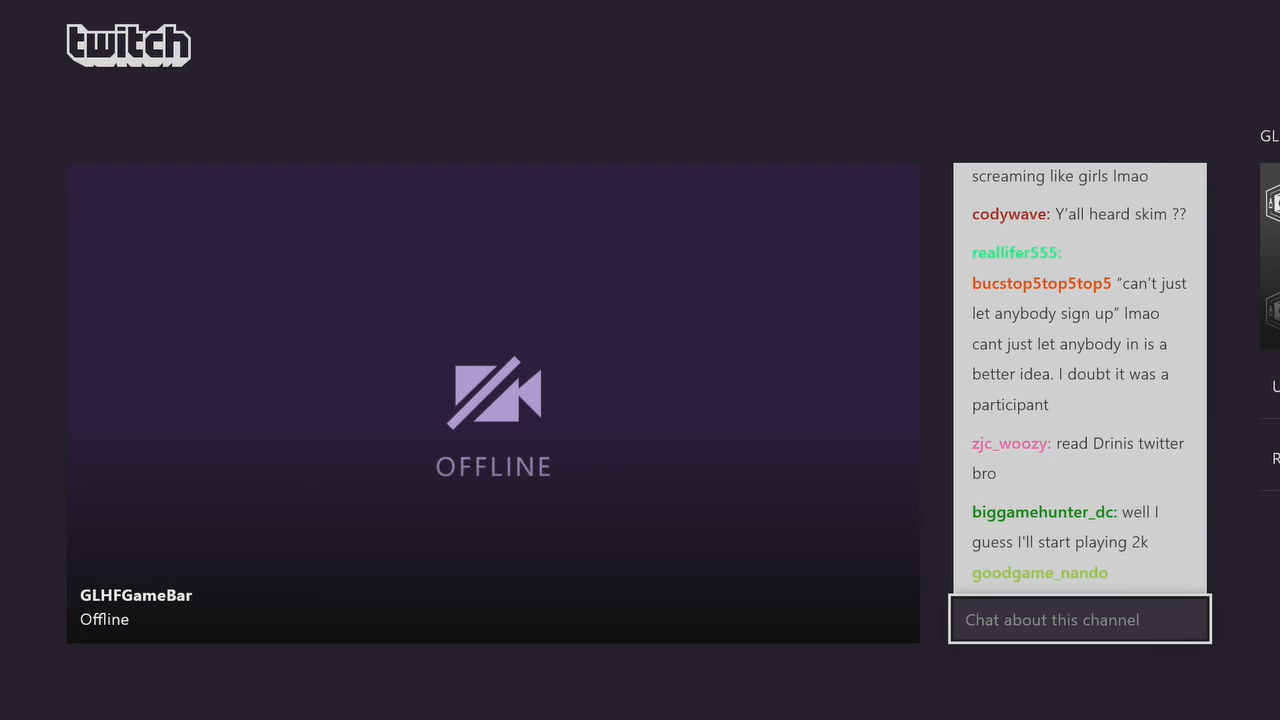 twitch
GL
OFFLINE
GLHFGameBar
Offline
screaming like girls lmao
codywave: Y'all heard skim ??
reallifer555:
bucstop5top5top5 “can’t just
let anybody sign up” lmao
cant just let anybody in is a
better idea. I doubt it was a
participant
zjc_woozy: read Drinis twitter
bro
biggamehunter_dc: well I
guess I'll start playing 2k
goodgame_nando
Chat about this channel